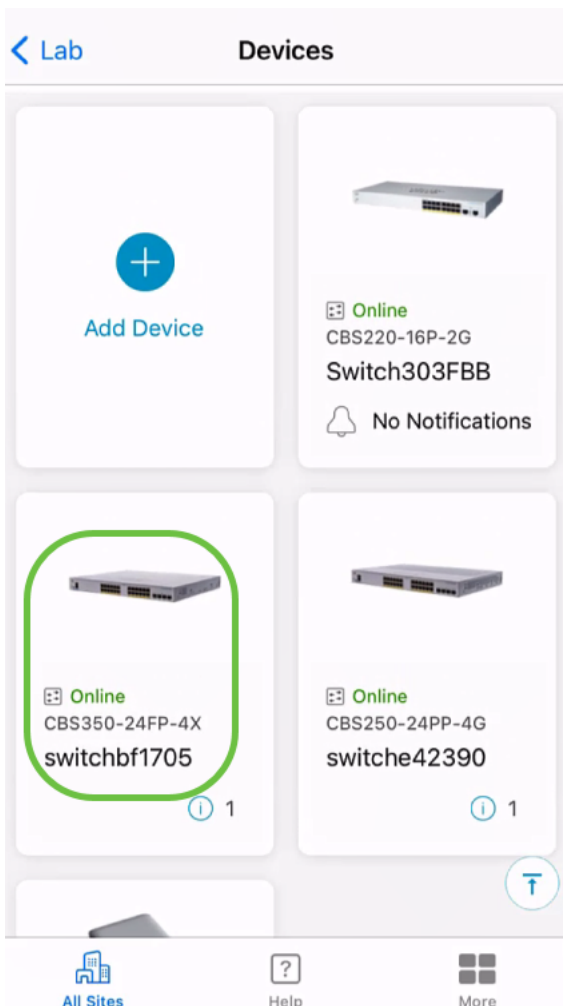 Lab
Devices
Add Device
Online
CBS220-16P-2G
Switch303FBB
No Notifications
Online
CBS350-24FP-4X
switchbf1705
1
Online
CBS250-24PP-4G
switche42390
1
All Sites
Help
More